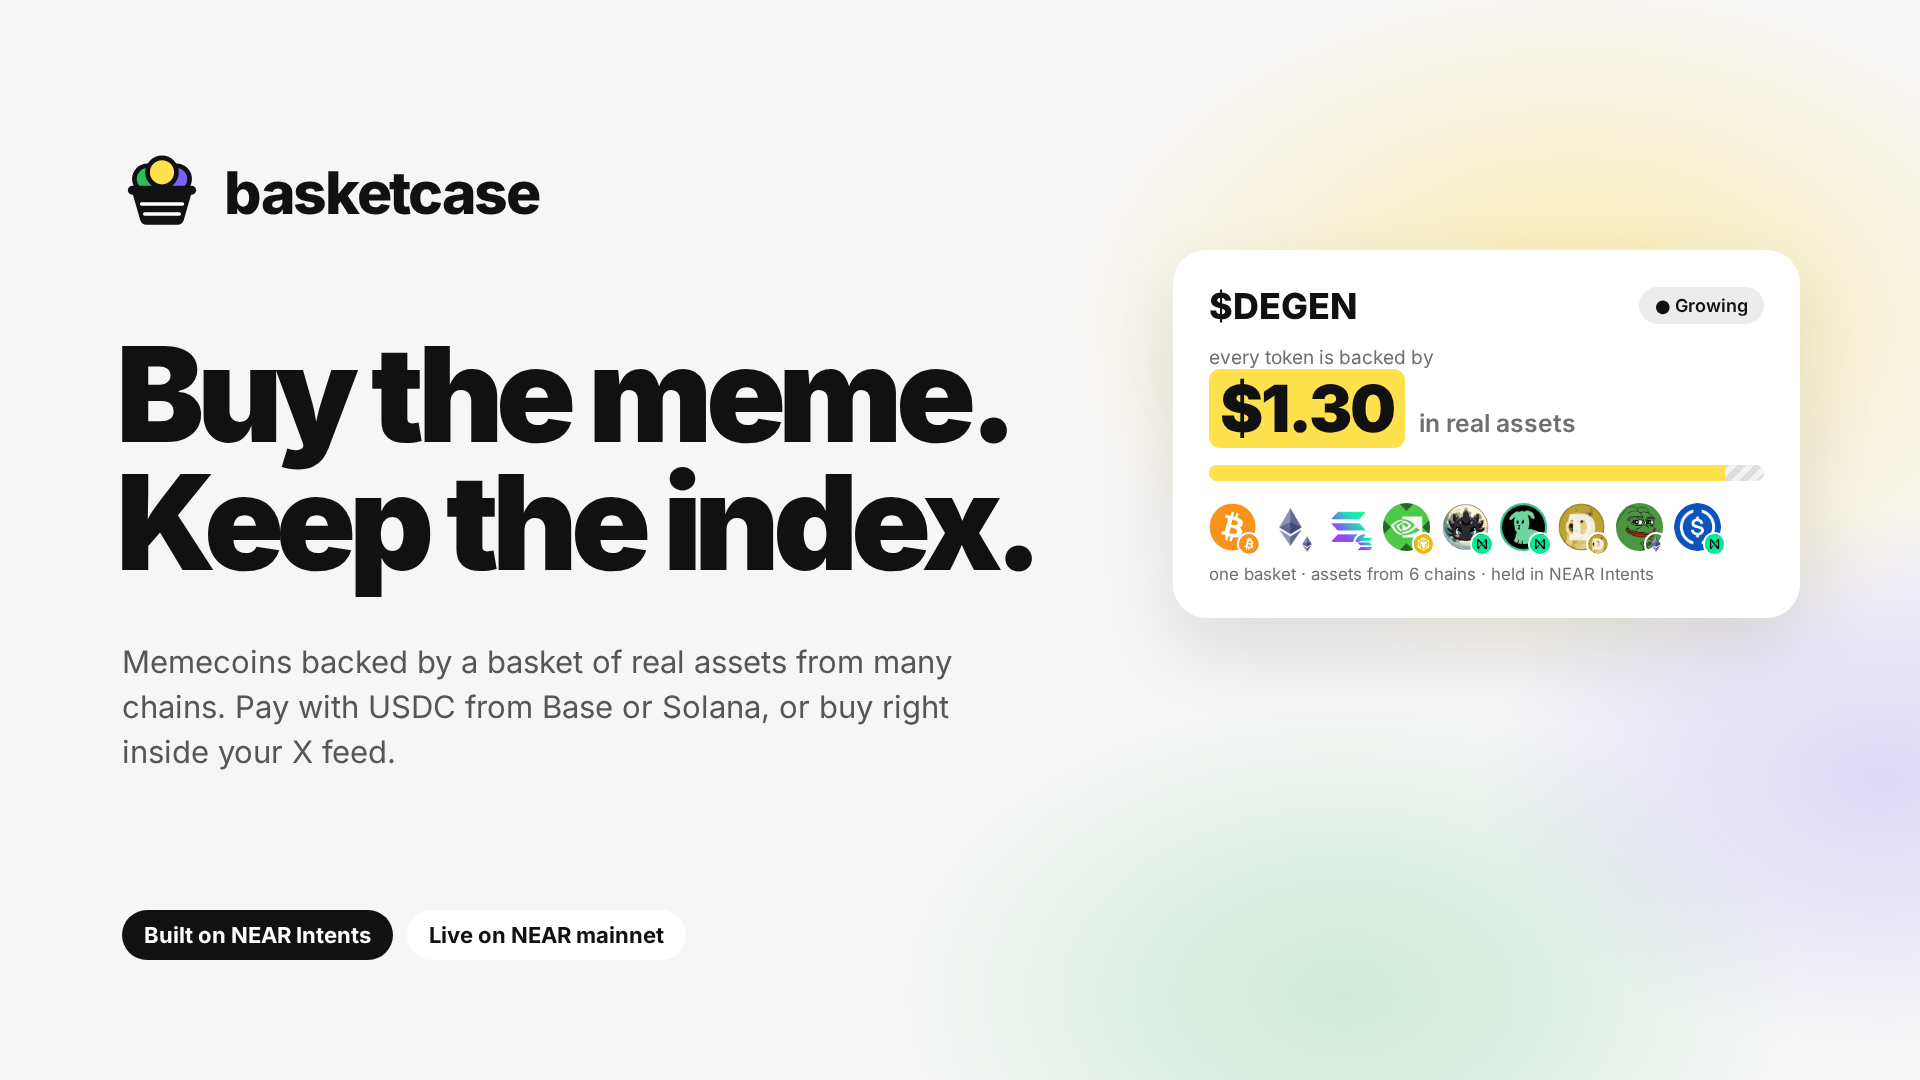 basketcase
Buy the meme.
Keep the index.
Memecoins backed by a basket of real assets from many
chains. Pay with USDC from Base or Solana, or buy right
inside your X feed.
Built on NEAR Intents
Live on NEAR mainnet
$DEGEN
Growing
every token is backed by
$1.30 in real assets
one basket · assets from 6 chains · held in NEAR Intents